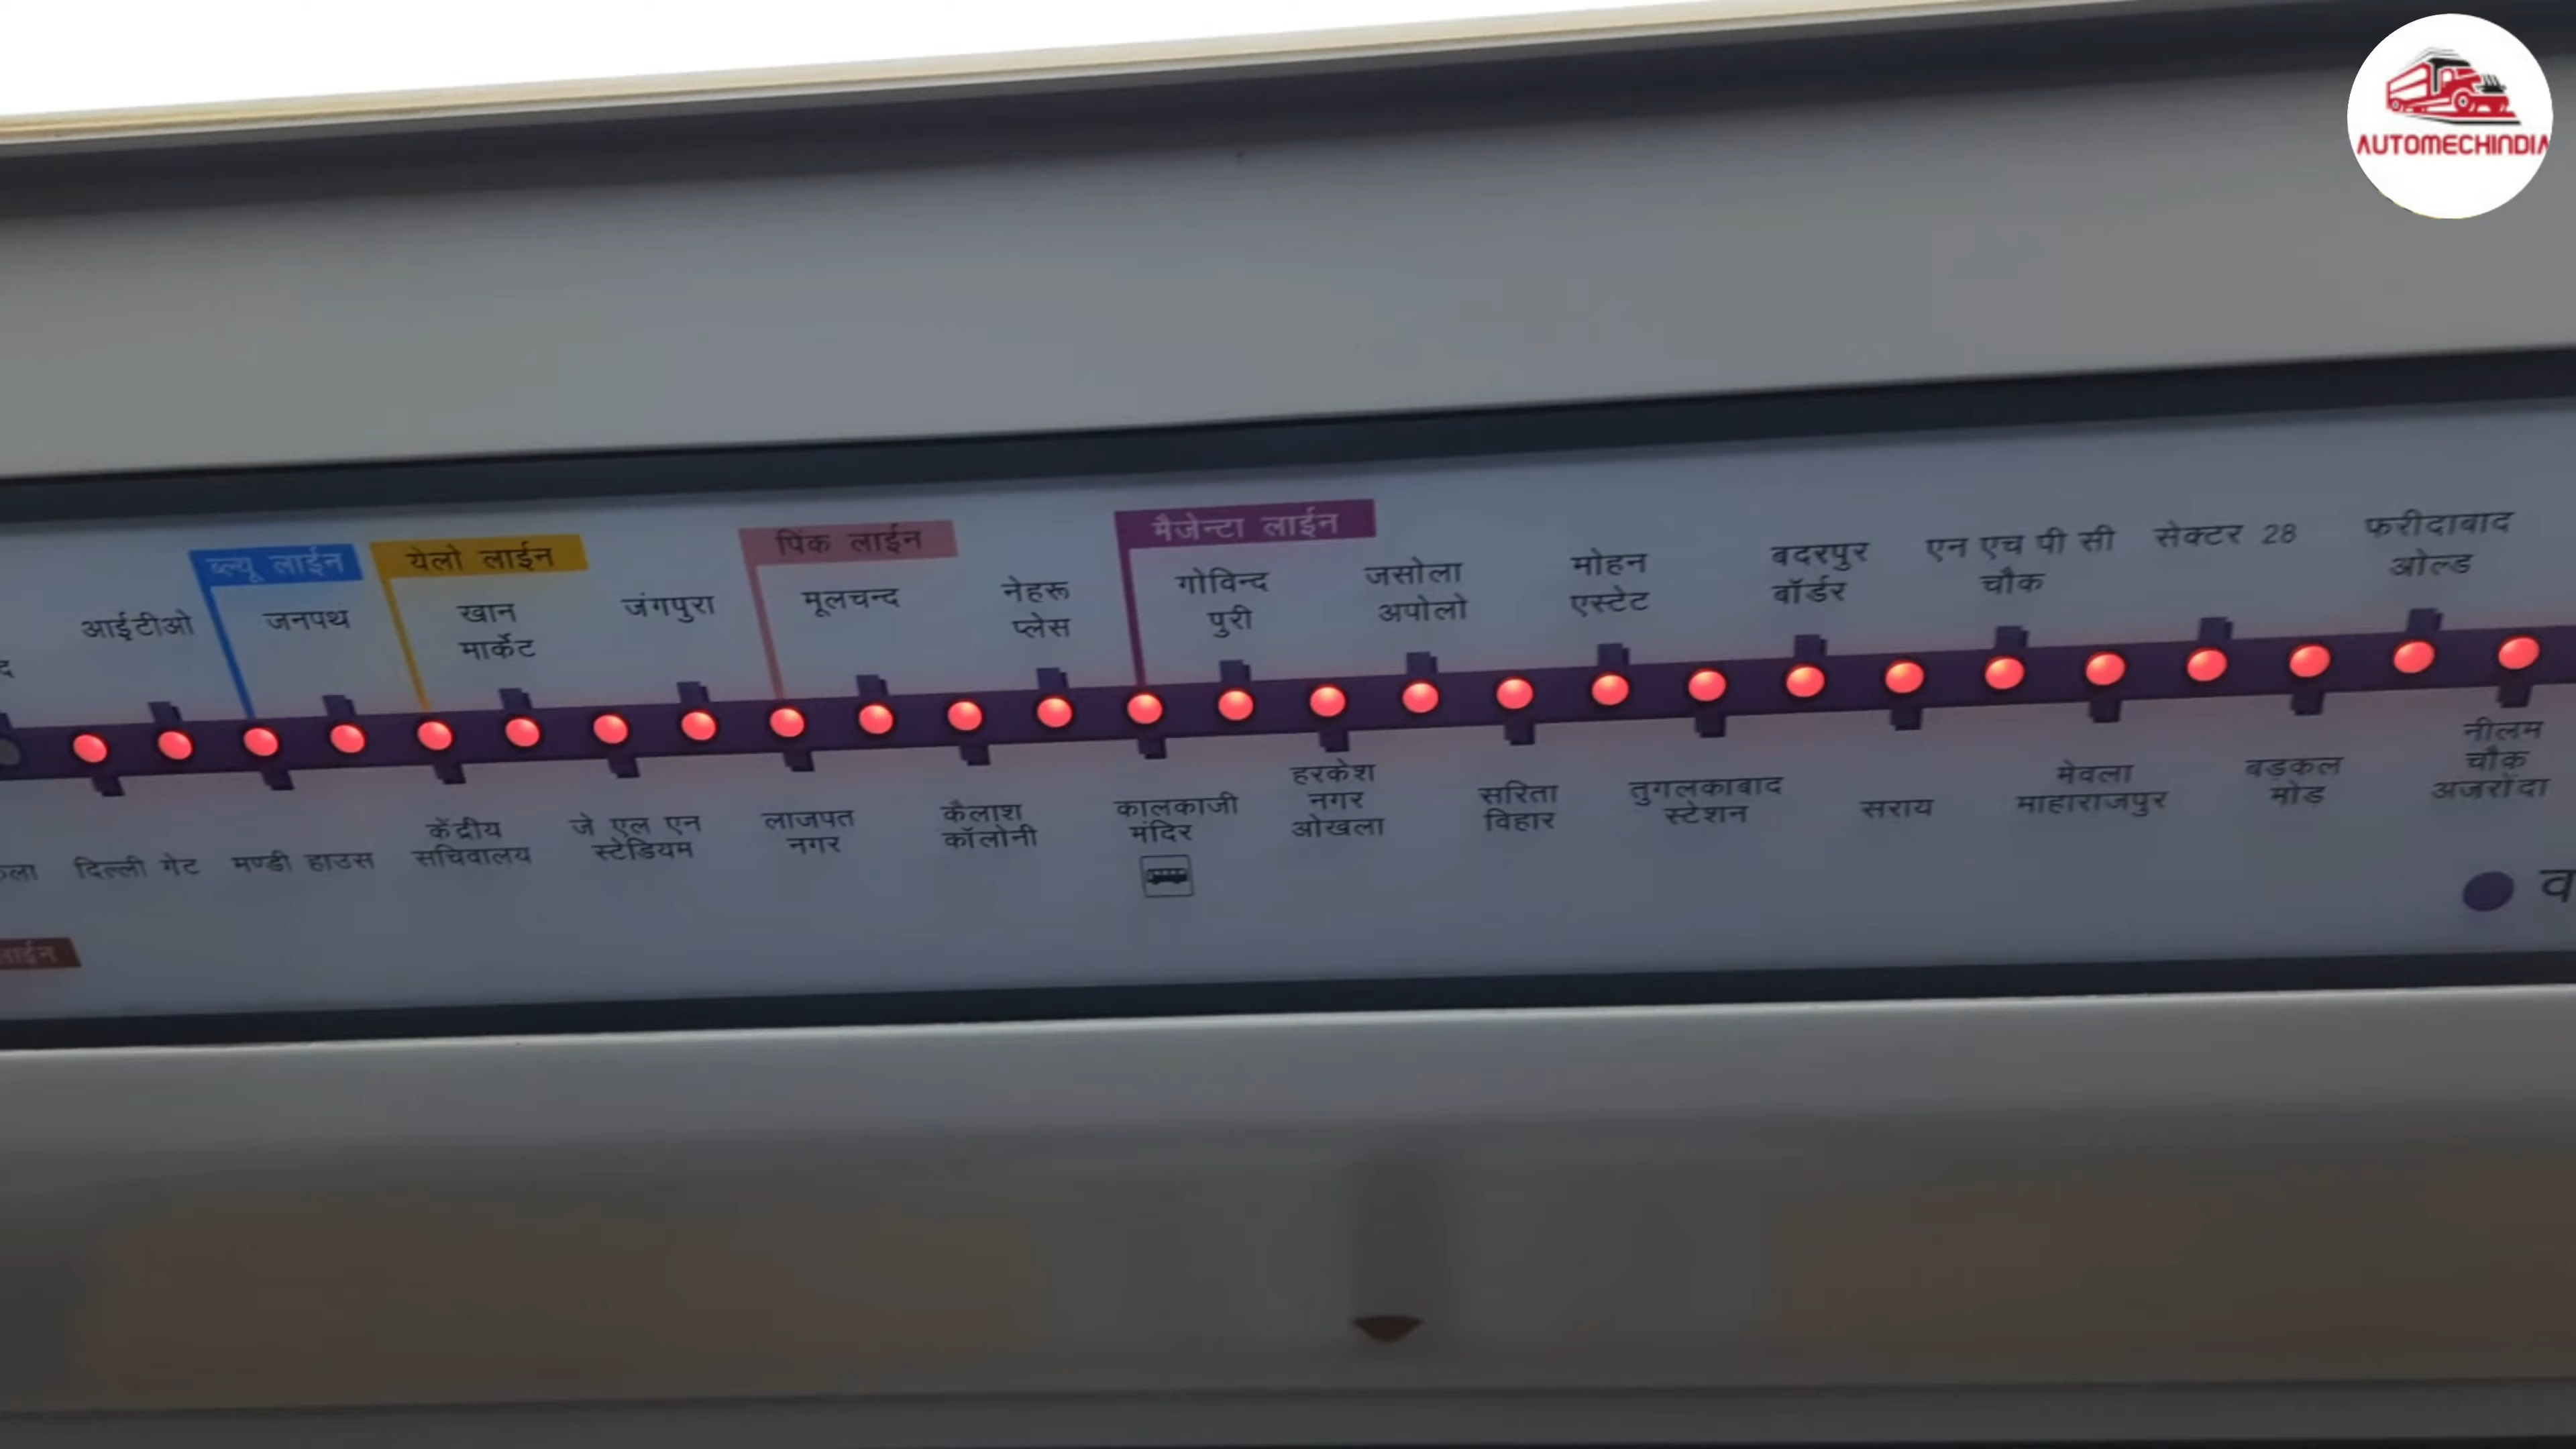 AUTOMECHINDIA
ब्ल्यू लाईन
येलो लाईन
पिंक लाईन
मैजेन्टा लाईन
आईटीओ
जनपथ
खान
मार्केट
जंगपुरा
मूलचन्द
नेहरू
प्लेस
गोविन्द
पुरी
जसोला
अपोलो
मोहन
एस्टेट
बदरपुर
बॉर्डर
एन एच पी सी
चौक
सेक्टर 28
फरीदाबाद
ओल्ड
दिल्ली गेट
मण्डी हाउस
केंद्रीय
सचिवालय
जे एल एन
स्टेडियम
लाजपत
नगर
कैलाश
कॉलोनी
कालकाजी
मंदिर
हरकेश
नगर
ओखला
सरिता
विहार
तुगलकाबाद
स्टेशन
सराय
मेवला
माहाराजपुर
बड़कल
मोड
नीलम
चौक
अजरोंदा
लाईन